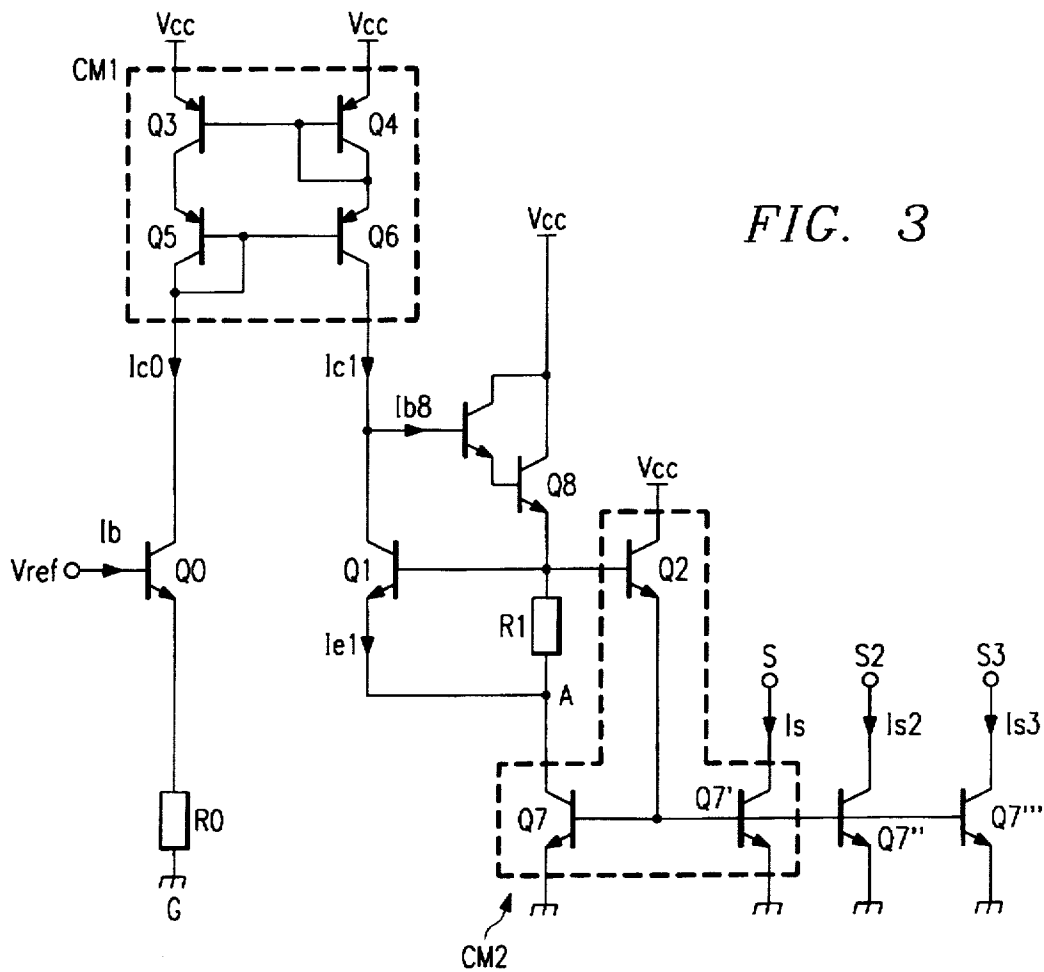 Vcc
Vcc
CM1
Q3
Q4
Q5
Q6
Vcc
FIG. 3
Ic0
Ic1
Ib8
Q8
Vcc
Ib
Vref
Q0
Q1
Q2
R1
Ie1
A
S
S2
S3
Is
Is2
Is3
R0
Q7
Q7'
Q7''
Q7'''
G
CM2